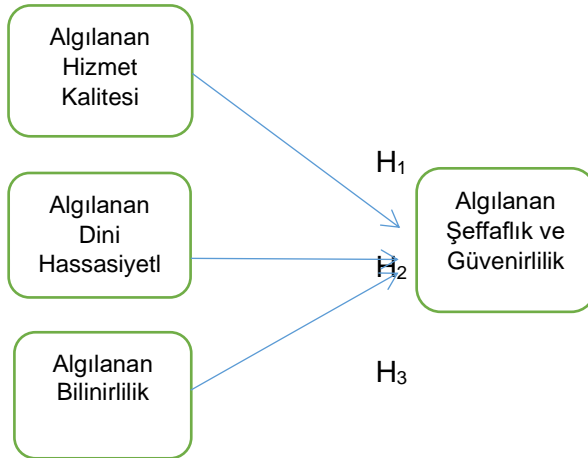 Algılanan
Hizmet
Kalitesi
H₁
Algılanan
Dini
Hassasiyetl
Algılanan
Şeffaflık ve
Güvenirlilik
H₂
Algılanan
Bilinirlilik
H₃